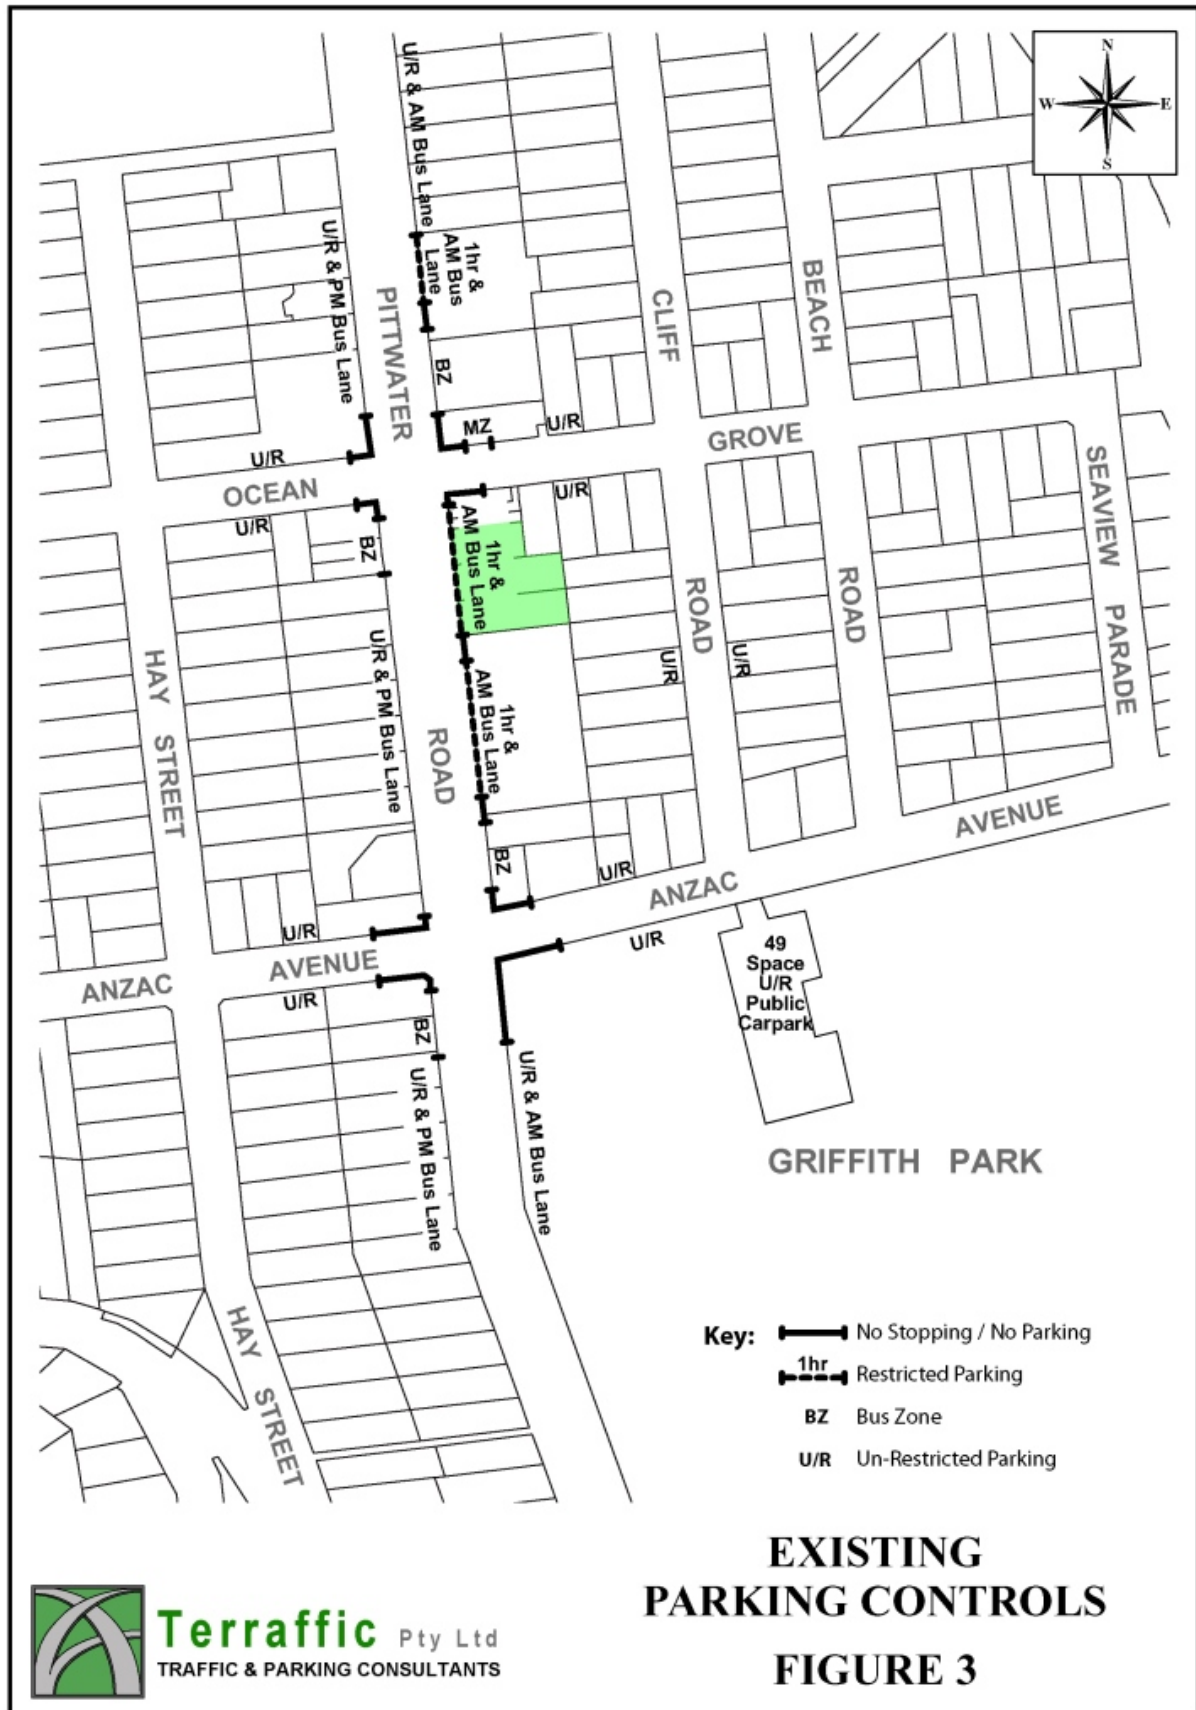 N
W E
S
U/R & AM Bus Lane
1hr &
AM Bus
Lane
U/R & PM Bus Lane
PITTWATER
CLIFF
BEACH
BZ
MZ
U/R
GROVE
U/R
OCEAN
U/R
U/R
SEAVIEW PARADE
BZ
1hr &
AM Bus Lane
ROAD
ROAD
HAY STREET
U/R & PM Bus Lane
U/R
U/R
ROAD
1hr &
AM Bus Lane
AVENUE
BZ
U/R
ANZAC
U/R
U/R
AVENUE
ANZAC
U/R
49
Space
U/R
Public
Carpark
BZ
U/R & PM Bus Lane
U/R & AM Bus Lane
GRIFFITH PARK
HAY STREET
Key:
No Stopping / No Parking
1hr
Restricted Parking
BZ Bus Zone
U/R Un-Restricted Parking
EXISTING
PARKING CONTROLS
FIGURE 3
Terraffic Pty Ltd
TRAFFIC & PARKING CONSULTANTS